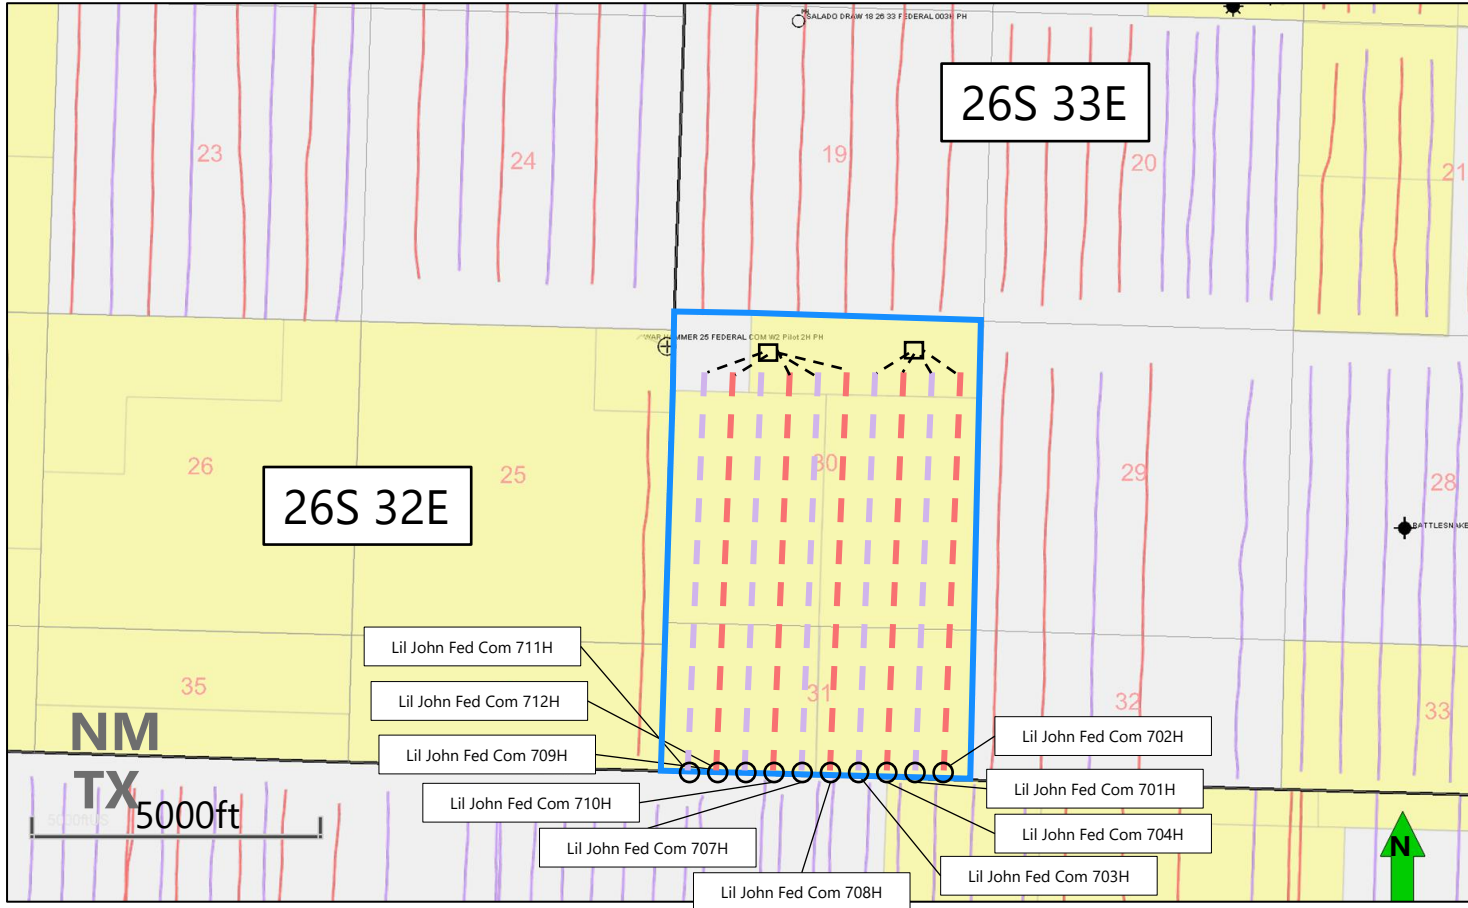 SALADO DRAW 18 26 33 FEDERAL 003H PH
26S 33E
23
24
19
20
21
WAR HAMMER 25 FEDERAL COM W2 Pilot 2H PH
26
25
30
29
28
26S 32E
RATTLESNAKE
Lil John Fed Com 711H
35
31
32
33
Lil John Fed Com 712H
NM
Lil John Fed Com 702H
Lil John Fed Com 709H
TX
Lil John Fed Com 701H
5000ft
Lil John Fed Com 710H
Lil John Fed Com 704H
N
Lil John Fed Com 707H
Lil John Fed Com 703H
Lil John Fed Com 708H